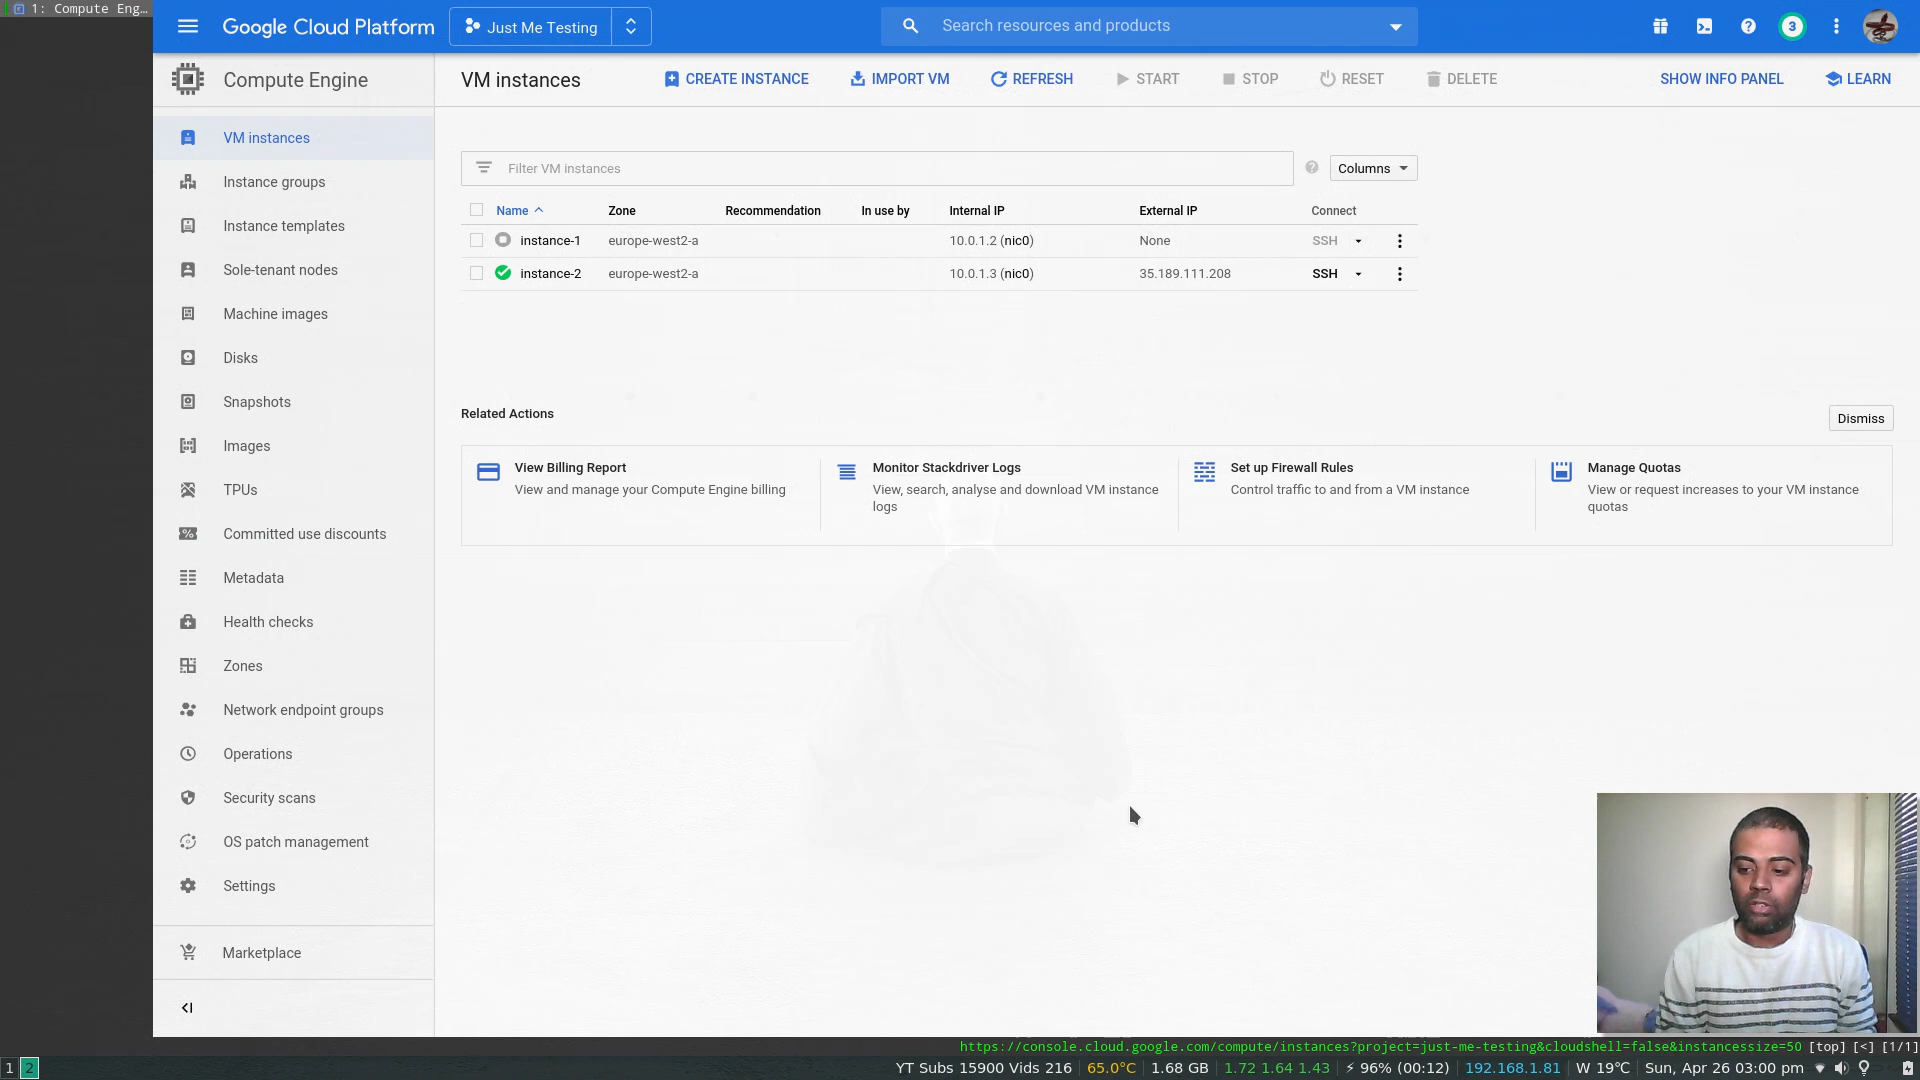 1: Compute Eng…
Google Cloud Platform
Just Me Testing
Search resources and products
3
Compute Engine
VM instances
CREATE INSTANCE
IMPORT VM
REFRESH
START
STOP
RESET
DELETE
SHOW INFO PANEL
LEARN
VM instances
Instance groups
Instance templates
Sole-tenant nodes
Machine images
Disks
Snapshots
Images
TPUs
Committed use discounts
Metadata
Health checks
Zones
Network endpoint groups
Operations
Security scans
OS patch management
Settings
Marketplace
Filter VM instances
Columns
Name Zone Recommendation In use by Internal IP External IP Connect
instance-1 europe-west2-a 10.0.1.2 (nic0) None SSH
instance-2 europe-west2-a 10.0.1.3 (nic0) 35.189.111.208 SSH
Related Actions
Dismiss
View Billing Report
View and manage your Compute Engine billing
Monitor Stackdriver Logs
View, search, analyse and download VM instance
logs
Set up Firewall Rules
Control traffic to and from a VM instance
Manage Quotas
View or request increases to your VM instance
quotas
https://console.cloud.google.com/compute/instances?project=just-me-testing&cloudshell=false&instancessize=50 [top] [<] [1/1]
1 2
YT Subs 15900 Vids 216 65.0°C 1.68 GB 1.72 1.64 1.43 ⚡ 96% (00:12) 192.168.1.81 W 19℃ Sun, Apr 26 03:00 pm